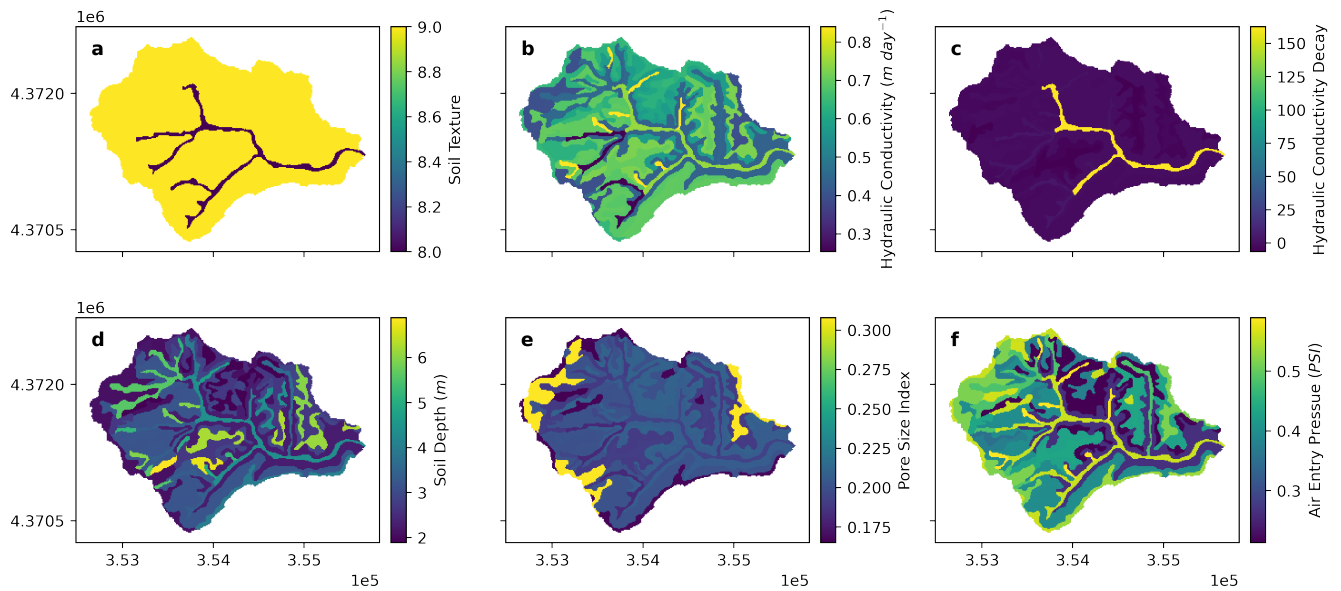 1e6
a
4.3720
4.3705
9.0
8.8
8.6
8.4
8.2
8.0
Soil Texture
b
0.8
0.7
0.6
0.5
0.4
0.3
Hydraulic Conductivity (m day−1)
c
150
125
100
75
50
25
0
Hydraulic Conductivity Decay
1e6
d
4.3720
4.3705
3.53
3.54
3.55
1e5
6
5
4
3
2
Soil Depth (m)
e
3.53
3.54
3.55
1e5
0.300
0.275
0.250
0.225
0.200
0.175
Pore Size Index
f
3.53
3.54
3.55
1e5
0.5
0.4
0.3
Air Entry Pressue (PSI)